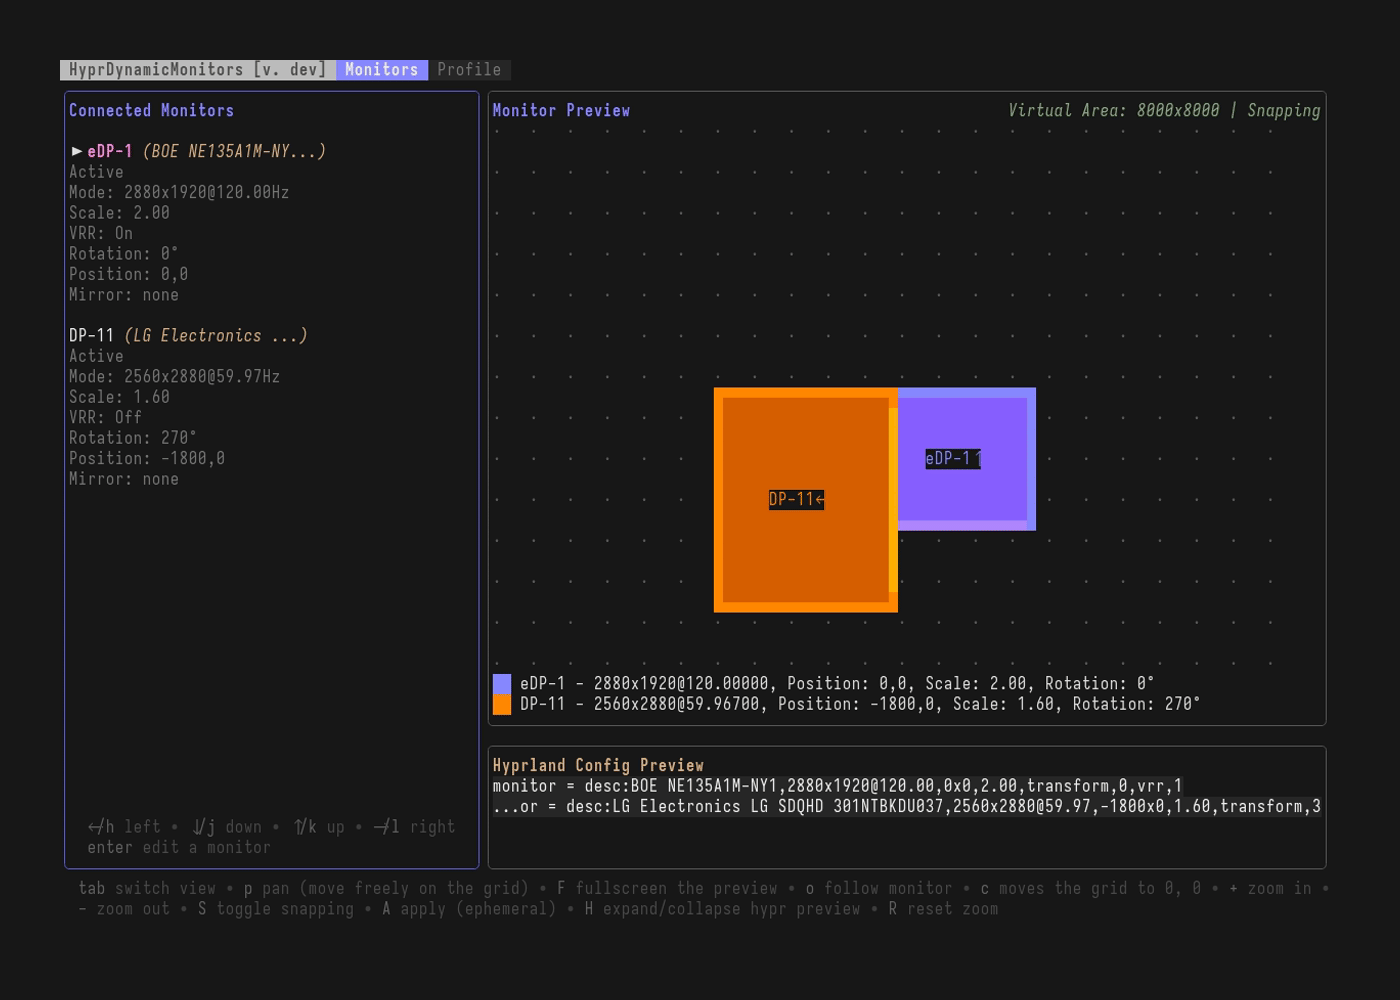 HyprDynamicMonitors [v. dev] Monitors Profile
Connected Monitors
► eDP-1 (BOE NE135A1M-NY...)
Active
Mode: 2880x1920@120.00Hz
Scale: 2.00
VRR: On
Rotation: 0°
Position: 0,0
Mirror: none
DP-11 (LG Electronics ...)
Active
Mode: 2560x2880@59.97Hz
Scale: 1.60
VRR: Off
Rotation: 270°
Position: -1800,0
Mirror: none
←/h left • ↓/j down • ↑/k up • →/l right
enter edit a monitor
Monitor Preview
Virtual Area: 8000x8000 | Snapping
eDP-1 ↑
DP-11←
eDP-1 - 2880x1920@120.00000, Position: 0,0, Scale: 2.00, Rotation: 0°
DP-11 - 2560x2880@59.96700, Position: -1800,0, Scale: 1.60, Rotation: 270°
Hyprland Config Preview
monitor = desc:BOE NE135A1M-NY1,2880x1920@120.00,0x0,2.00,transform,0,vrr,1
...or = desc:LG Electronics LG SDQHD 301NTBKDU037,2560x2880@59.97,-1800x0,1.60,transform,3
tab switch view • p pan (move freely on the grid) • F fullscreen the preview • o follow monitor • c moves the grid to 0, 0 • + zoom in •
- zoom out • S toggle snapping • A apply (ephemeral) • H expand/collapse hypr preview • R reset zoom